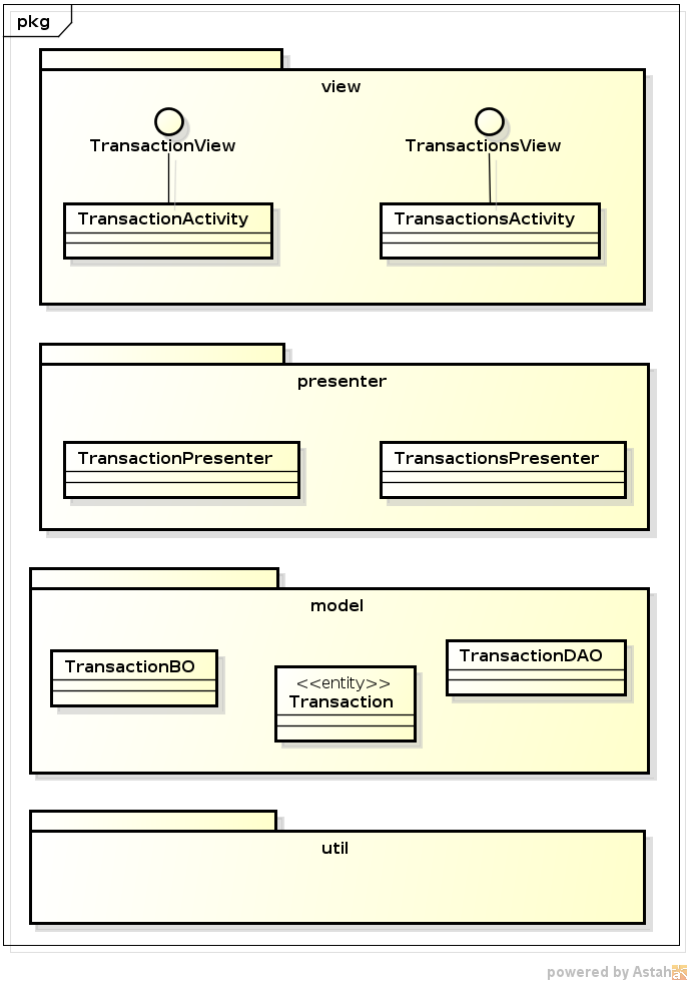 pkg
view
TransactionView
TransactionsView
TransactionActivity
TransactionsActivity
presenter
TransactionPresenter
TransactionsPresenter
model
TransactionBO
<<entity>>
Transaction
TransactionDAO
util
powered by Astah